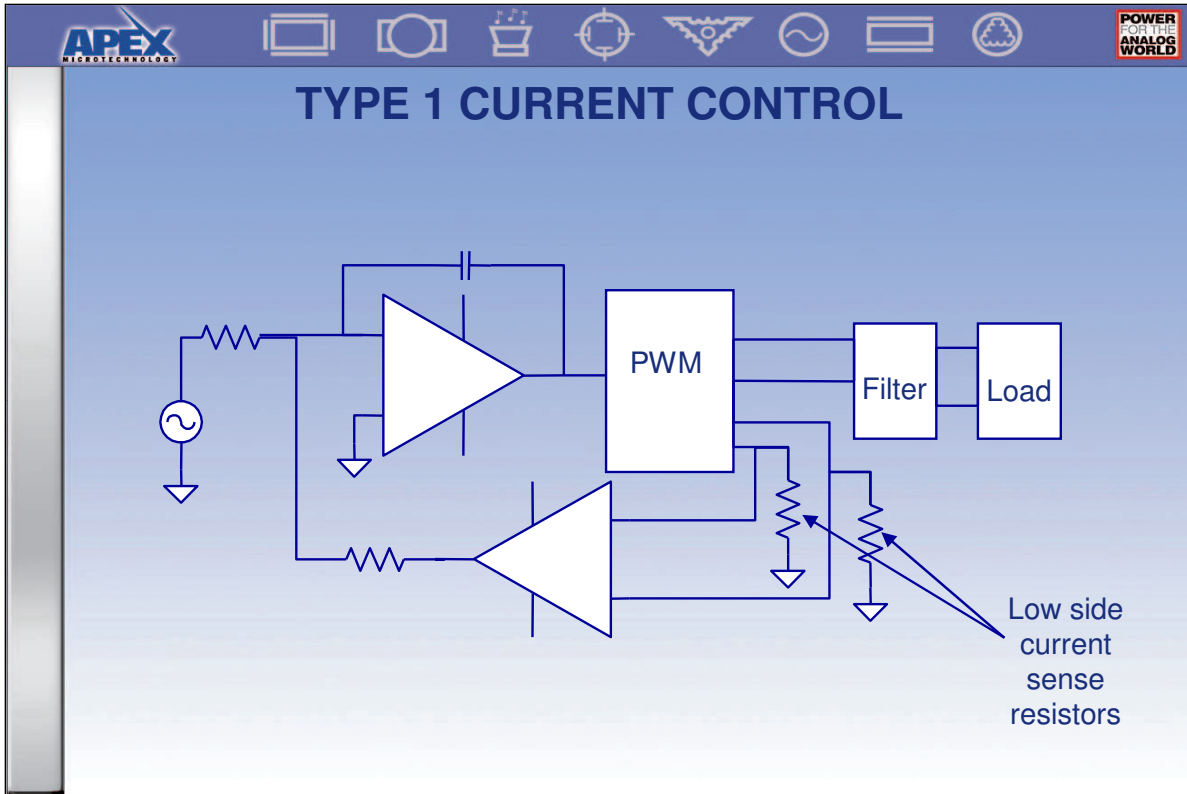 APEX
MICROTECHNOLOGY
POWER
FOR THE
ANALOG
WORLD
TYPE 1 CURRENT CONTROL
PWM
Filter
Load
Low side
current
sense
resistors